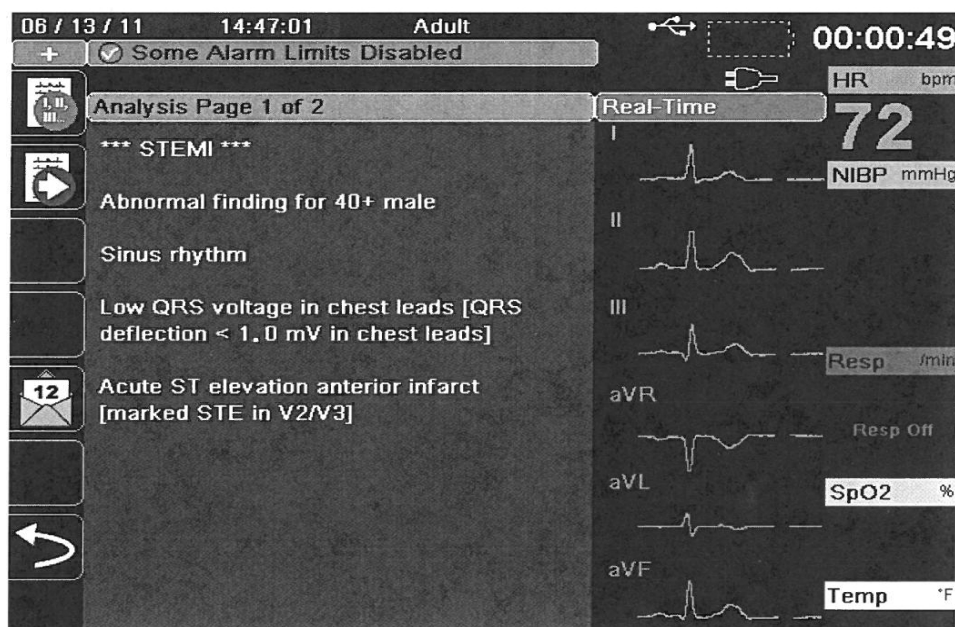 06 / 13 / 11 14:47:01 Adult
00:00:49
+ Some Alarm Limits Disabled
HR bpm
72
I, II, III...
Analysis Page 1 of 2
Real-Time
*** STEMI ***
I
NIBP mmHg
Abnormal finding for 40+ male
II
Sinus rhythm
Low QRS voltage in chest leads [QRS
deflection < 1.0 mV in chest leads]
III
Resp /min
12
Acute ST elevation anterior infarct
[marked STE in V2/V3]
aVR
Resp Off
aVL
SpO2 %
aVF
Temp °F